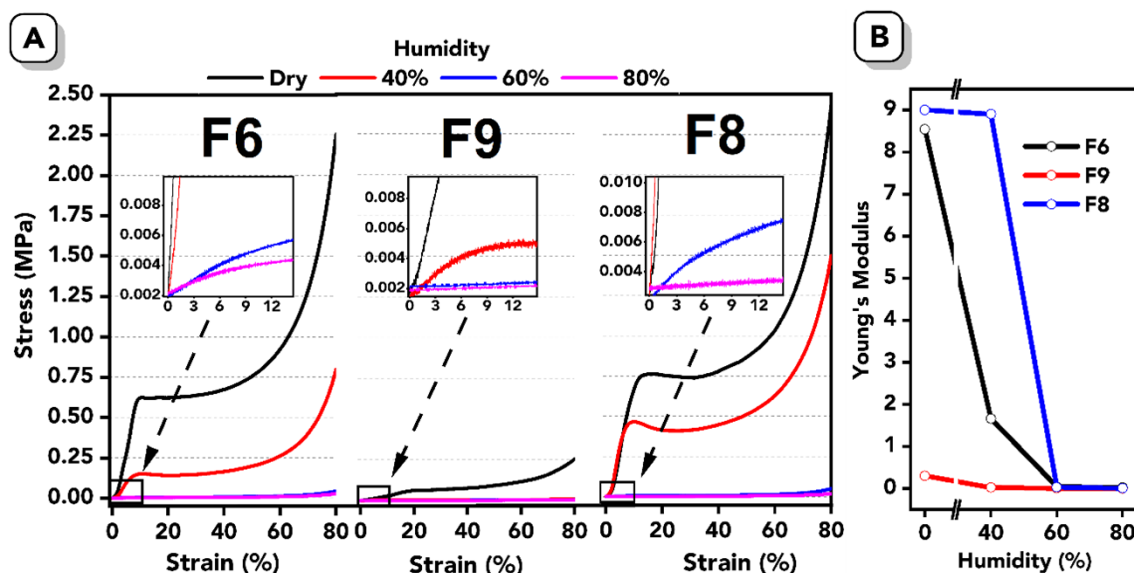 A
Humidity
Dry 40% 60% 80%
Stress (MPa)
2.50
2.25
2.00
1.75
1.50
1.25
1.00
0.75
0.50
0.25
0.00
F6
0.008
0.006
0.004
0.002
0 3 6 9 12
0 20 40 60 80
Strain (%)
F9
0.008
0.006
0.004
0.002
0 3 6 9 12
0 20 40 60 80
Strain (%)
F8
0.010
0.008
0.006
0.004
0 3 6 9 12
0 20 40 60 80
Strain (%)
B
Young's Modulus
9
8
7
6
5
4
3
2
1
0
F6
F9
F8
0 40 60 80
Humidity (%)